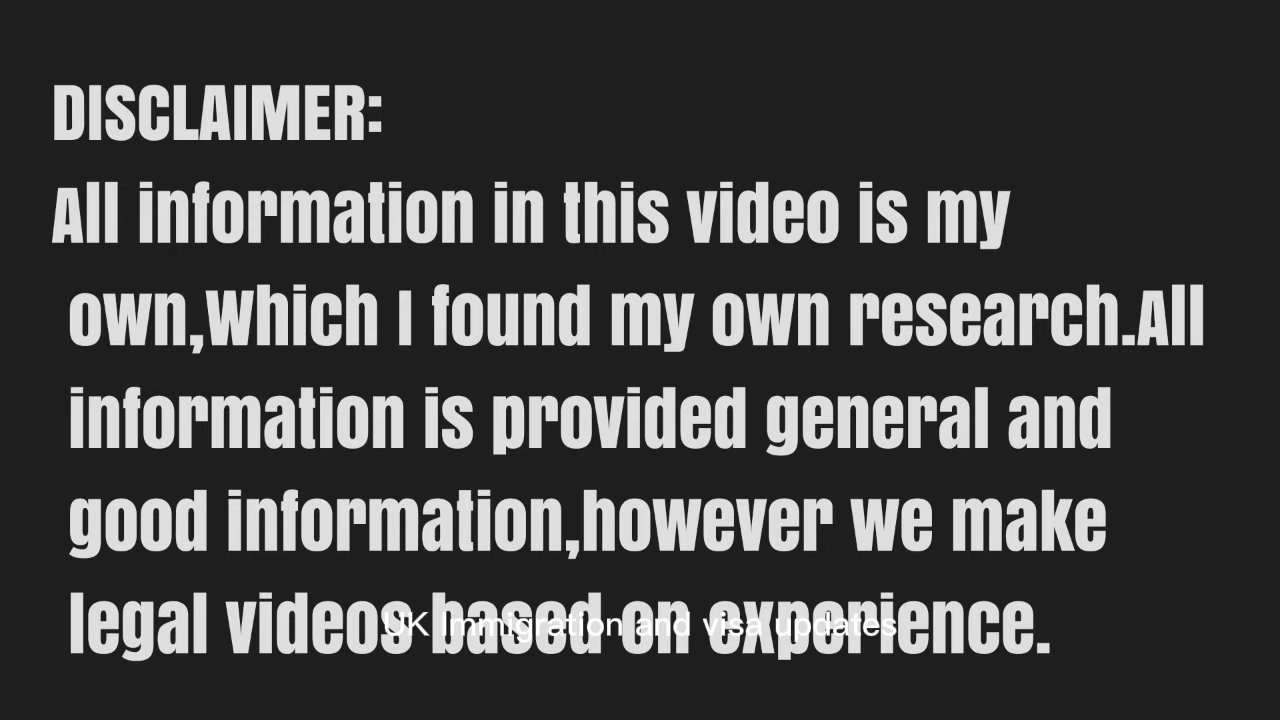 DISCLAIMER:
All information in this video is my
own,Which I found my own research.All
information is provided general and
good information,however we make
legal videos based on experience.
UK Immigration and visa updates